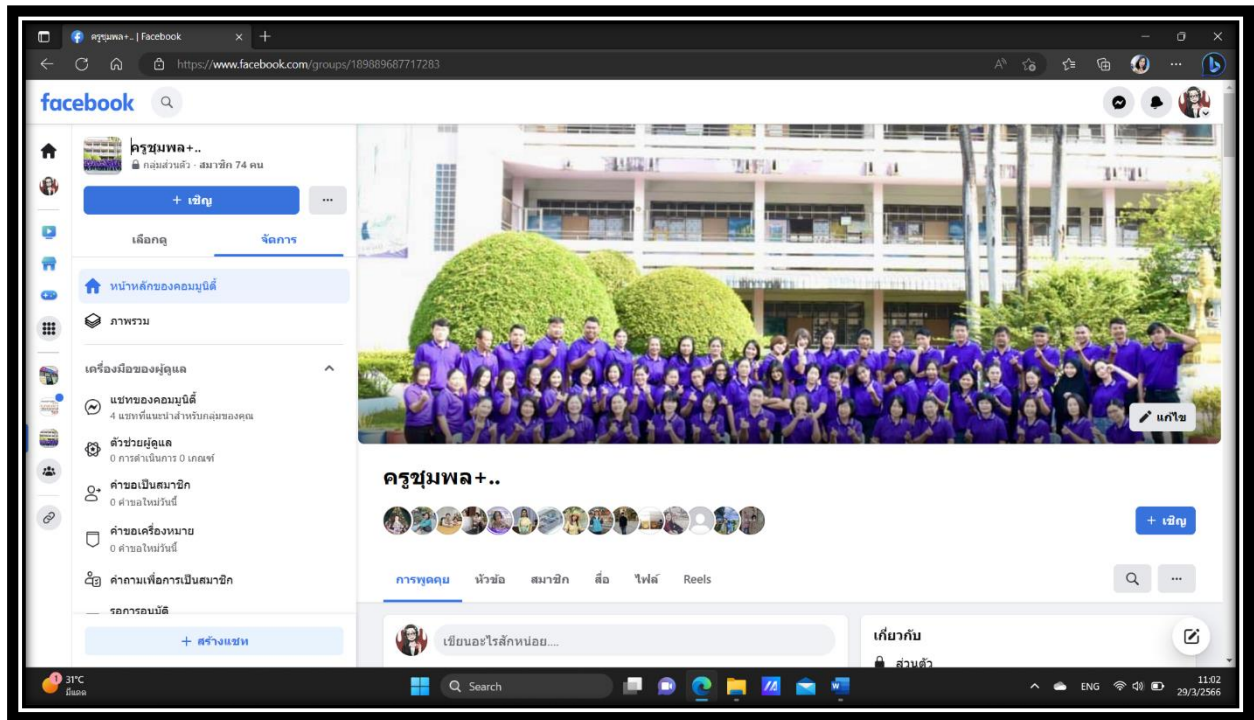 ครูชุมพล+.. | Facebook
https://www.facebook.com/groups/189889687717283
facebook
ครูชุมพล+..
กลุ่มส่วนตัว · สมาชิก 74 คน
+ เชิญ
เลือกดู
จัดการ
หน้าหลักของคอมมูนิตี้
ภาพรวม
เครื่องมือของผู้ดูแล
แชทของคอมมูนิตี้
4 แชทที่แนะนำสำหรับกลุ่มของคุณ
ตัวช่วยผู้ดูแล
0 การดำเนินการ 0 เกณฑ์
คำขอเป็นสมาชิก
0 คำขอใหม่วันนี้
คำขอเครื่องหมาย
0 คำขอใหม่วันนี้
คำถามเพื่อการเป็นสมาชิก
รอการอนุมัติ
+ สร้างแชท
แก้ไข
ครูชุมพล+..
+ เชิญ
การพูดคุย หัวข้อ สมาชิก สื่อ ไฟล์ Reels
เขียนอะไรสักหน่อย....
เกี่ยวกับ
ส่วนตัว
1
31°C
มีแดด
Search
ENG
11:02
29/3/2566